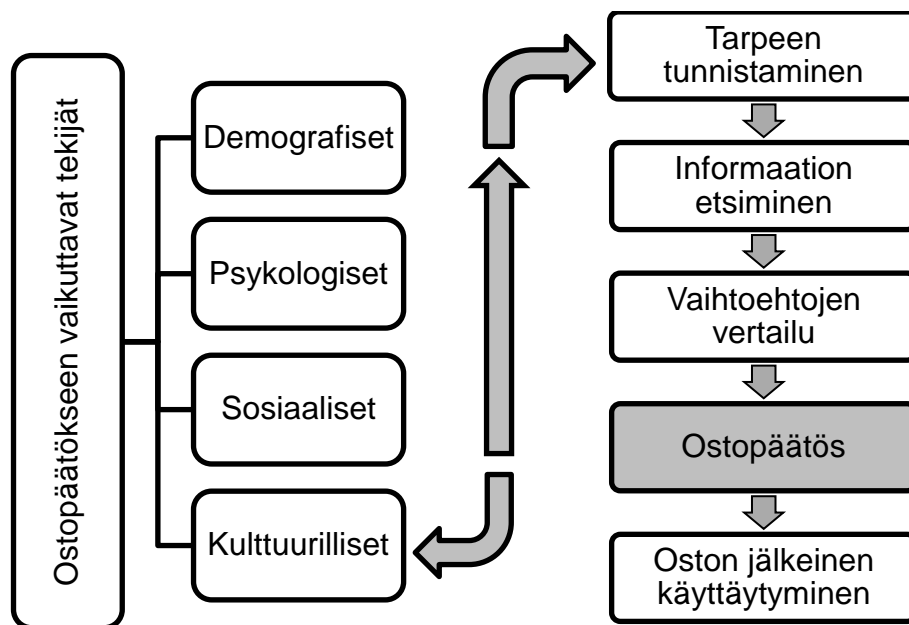 Ostopäätökseen vaikuttavat tekijät
Demografiset
Psykologiset
Sosiaaliset
Kulttuurilliset
Tarpeen
tunnistaminen
Informaation
etsiminen
Vaihtoehtojen
vertailu
Ostopäätös
Oston jälkeinen
käyttäytyminen